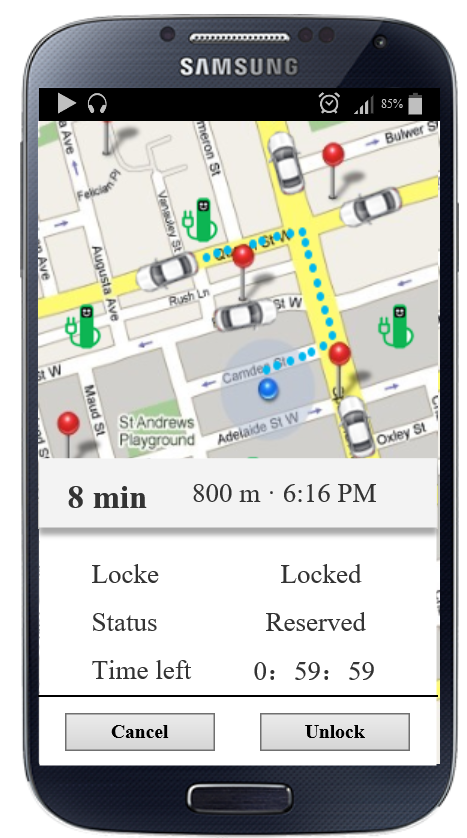 SAMSUNG
85%
Bulwer S
a Ave
meron St
Felician Pl
Vanauley St
St W
Augusta Ave
Rush Ln
St W
St W
Camden St
Maud St
St Andrews
Playground
Adelaide St W
Oxley St
8 min
800 m · 6:16 PM
Locke
Locked
Status
Reserved
Time left
0: 59: 59
Cancel
Unlock